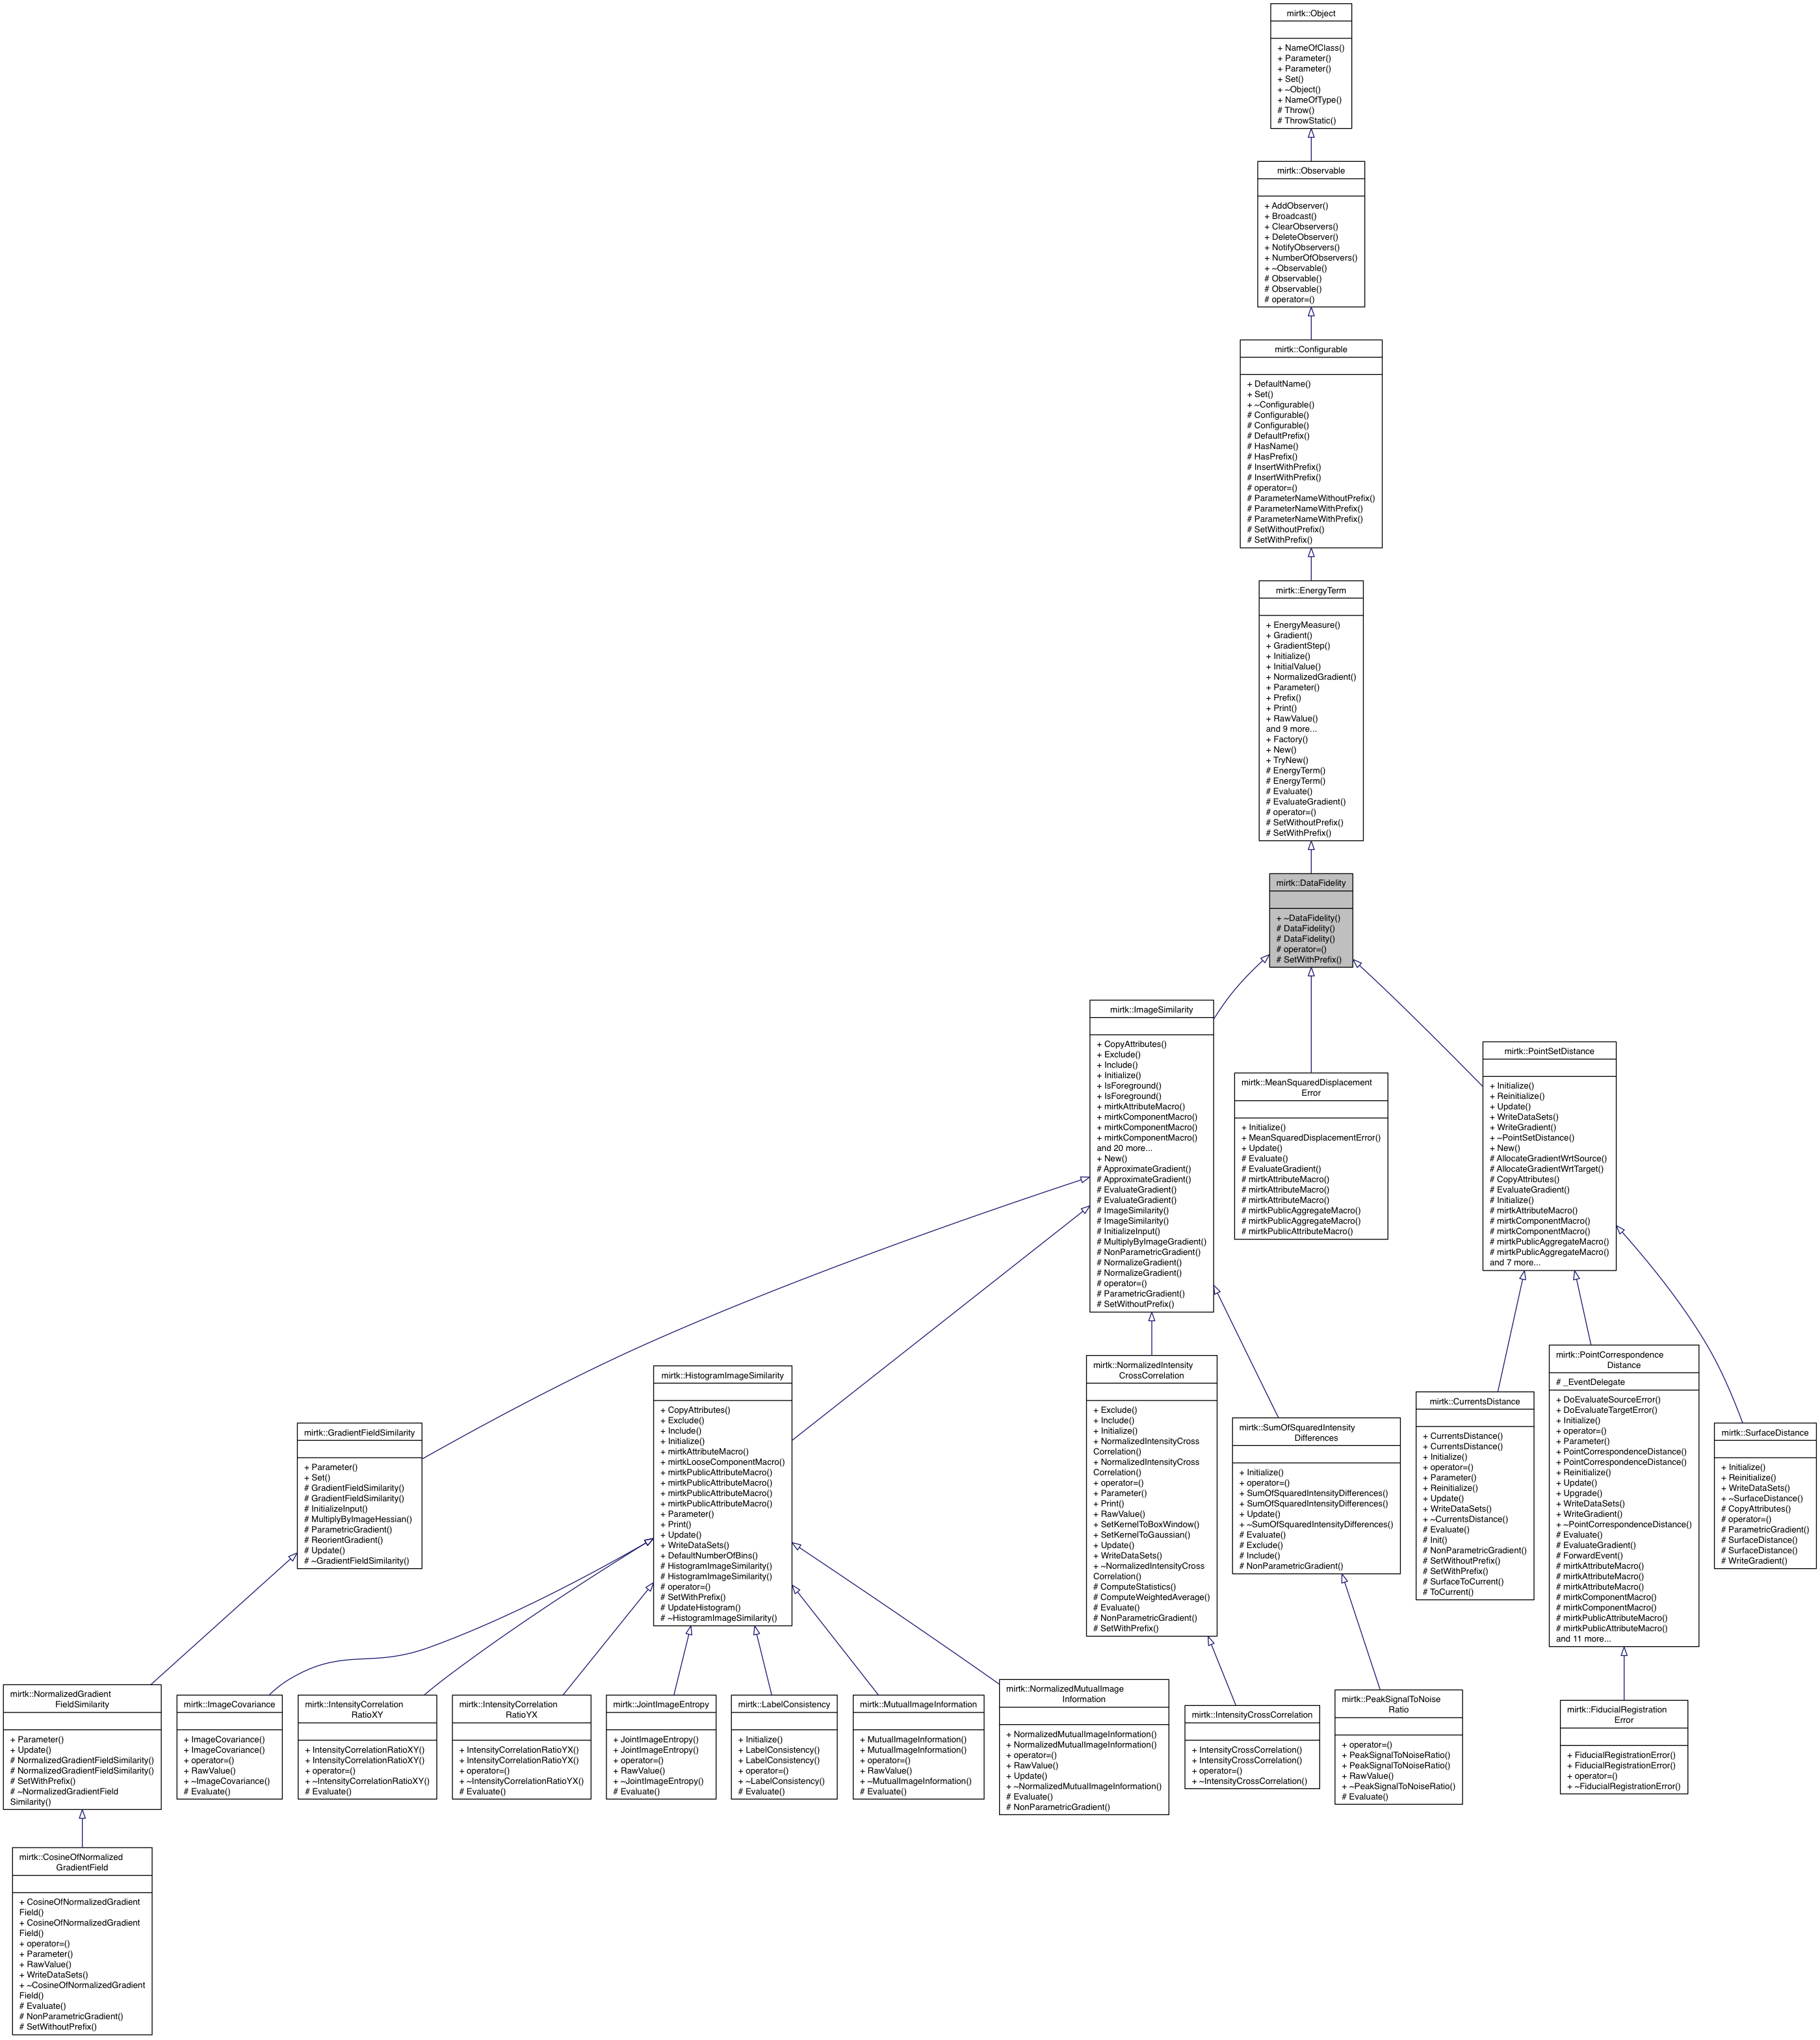 mirtk::Object
+ NameOfClass()
+ Parameter()
+ Parameter()
+ Set()
+ ~Object()
+ NameOfType()
# Throw()
# ThrowStatic()
mirtk::Observable
+ AddObserver()
+ Broadcast()
+ ClearObservers()
+ DeleteObserver()
+ NotifyObservers()
+ NumberOfObservers()
+ ~Observable()
# Observable()
# Observable()
# operator=()
mirtk::Configurable
+ DefaultName()
+ Set()
+ ~Configurable()
# Configurable()
# Configurable()
# DefaultPrefix()
# HasName()
# HasPrefix()
# InsertWithPrefix()
# InsertWithPrefix()
# operator=()
# ParameterNameWithoutPrefix()
# ParameterNameWithPrefix()
# ParameterNameWithPrefix()
# SetWithoutPrefix()
# SetWithPrefix()
mirtk::EnergyTerm
+ EnergyMeasure()
+ Gradient()
+ GradientStep()
+ Initialize()
+ InitialValue()
+ NormalizedGradient()
+ Parameter()
+ Prefix()
+ Print()
+ RawValue()
and 9 more...
+ Factory()
+ New()
+ TryNew()
# EnergyTerm()
# EnergyTerm()
# Evaluate()
# EvaluateGradient()
# operator=()
# SetWithoutPrefix()
# SetWithPrefix()
mirtk::DataFidelity
+ ~DataFidelity()
# DataFidelity()
# DataFidelity()
# operator=()
# SetWithPrefix()
mirtk::ImageSimilarity
+ CopyAttributes()
+ Exclude()
+ Include()
+ Initialize()
+ IsForeground()
+ IsForeground()
+ mirtkAttributeMacro()
+ mirtkComponentMacro()
+ mirtkComponentMacro()
+ mirtkComponentMacro()
and 20 more...
+ New()
# ApproximateGradient()
# ApproximateGradient()
# EvaluateGradient()
# EvaluateGradient()
# ImageSimilarity()
# ImageSimilarity()
# InitializeInput()
# MultiplyByImageGradient()
# NonParametricGradient()
# NormalizeGradient()
# NormalizeGradient()
# operator=()
# ParametricGradient()
# SetWithoutPrefix()
mirtk::MeanSquaredDisplacement
Error
+ Initialize()
+ MeanSquaredDisplacementError()
+ Update()
# Evaluate()
# EvaluateGradient()
# mirtkAttributeMacro()
# mirtkAttributeMacro()
# mirtkAttributeMacro()
# mirtkPublicAggregateMacro()
# mirtkPublicAggregateMacro()
# mirtkPublicAttributeMacro()
mirtk::PointSetDistance
+ Initialize()
+ Reinitialize()
+ Update()
+ WriteDataSets()
+ WriteGradient()
+ ~PointSetDistance()
+ New()
# AllocateGradientWrtSource()
# AllocateGradientWrtTarget()
# CopyAttributes()
# EvaluateGradient()
# Initialize()
# mirtkAttributeMacro()
# mirtkComponentMacro()
# mirtkComponentMacro()
# mirtkPublicAggregateMacro()
# mirtkPublicAggregateMacro()
and 7 more...
mirtk::GradientFieldSimilarity
+ Parameter()
+ Set()
# GradientFieldSimilarity()
# GradientFieldSimilarity()
# InitializeInput()
# MultiplyByImageHessian()
# ParametricGradient()
# ReorientGradient()
# Update()
# ~GradientFieldSimilarity()
mirtk::HistogramImageSimilarity
+ CopyAttributes()
+ Exclude()
+ Include()
+ Initialize()
+ mirtkAttributeMacro()
+ mirtkLooseComponentMacro()
+ mirtkPublicAttributeMacro()
+ mirtkPublicAttributeMacro()
+ mirtkPublicAttributeMacro()
+ mirtkPublicAttributeMacro()
+ Parameter()
+ Print()
+ Update()
+ WriteDataSets()
+ DefaultNumberOfBins()
# HistogramImageSimilarity()
# HistogramImageSimilarity()
# operator=()
# SetWithPrefix()
# UpdateHistogram()
# ~HistogramImageSimilarity()
mirtk::NormalizedIntensity
CrossCorrelation
+ Exclude()
+ Include()
+ Initialize()
+ NormalizedIntensityCross
Correlation()
+ NormalizedIntensityCross
Correlation()
+ operator=()
+ Parameter()
+ Print()
+ RawValue()
+ SetKernelToBoxWindow()
+ SetKernelToGaussian()
+ Update()
+ WriteDataSets()
+ ~NormalizedIntensityCross
Correlation()
# ComputeStatistics()
# ComputeWeightedAverage()
# Evaluate()
# NonParametricGradient()
# SetWithPrefix()
mirtk::SumOfSquaredIntensity
Differences
+ Initialize()
+ operator=()
+ SumOfSquaredIntensityDifferences()
+ SumOfSquaredIntensityDifferences()
+ Update()
+ ~SumOfSquaredIntensityDifferences()
# Evaluate()
# Exclude()
# Include()
# NonParametricGradient()
mirtk::CurrentsDistance
+ CurrentsDistance()
+ CurrentsDistance()
+ Initialize()
+ operator=()
+ Parameter()
+ Reinitialize()
+ Update()
+ WriteDataSets()
+ ~CurrentsDistance()
# Evaluate()
# Init()
# NonParametricGradient()
# SetWithoutPrefix()
# SetWithPrefix()
# SurfaceToCurrent()
# ToCurrent()
mirtk::PointCorrespondence
Distance
# _EventDelegate
+ DoEvaluateSourceError()
+ DoEvaluateTargetError()
+ Initialize()
+ operator=()
+ Parameter()
+ PointCorrespondenceDistance()
+ PointCorrespondenceDistance()
+ Reinitialize()
+ Update()
+ Upgrade()
+ WriteDataSets()
+ WriteGradient()
+ ~PointCorrespondenceDistance()
# Evaluate()
# EvaluateGradient()
# ForwardEvent()
# mirtkAttributeMacro()
# mirtkAttributeMacro()
# mirtkAttributeMacro()
# mirtkComponentMacro()
# mirtkComponentMacro()
# mirtkPublicAttributeMacro()
# mirtkPublicAttributeMacro()
and 11 more...
mirtk::SurfaceDistance
+ Initialize()
+ Reinitialize()
+ WriteDataSets()
+ ~SurfaceDistance()
# CopyAttributes()
# operator=()
# ParametricGradient()
# SurfaceDistance()
# SurfaceDistance()
# WriteGradient()
mirtk::NormalizedGradient
FieldSimilarity
+ Parameter()
+ Update()
# NormalizedGradientFieldSimilarity()
# NormalizedGradientFieldSimilarity()
# SetWithPrefix()
# ~NormalizedGradientField
Similarity()
mirtk::ImageCovariance
+ ImageCovariance()
+ ImageCovariance()
+ operator=()
+ RawValue()
+ ~ImageCovariance()
# Evaluate()
mirtk::IntensityCorrelation
RatioXY
+ IntensityCorrelationRatioXY()
+ IntensityCorrelationRatioXY()
+ operator=()
+ ~IntensityCorrelationRatioXY()
# Evaluate()
mirtk::IntensityCorrelation
RatioYX
+ IntensityCorrelationRatioYX()
+ IntensityCorrelationRatioYX()
+ operator=()
+ ~IntensityCorrelationRatioYX()
# Evaluate()
mirtk::JointImageEntropy
+ JointImageEntropy()
+ JointImageEntropy()
+ operator=()
+ RawValue()
+ ~JointImageEntropy()
# Evaluate()
mirtk::LabelConsistency
+ Initialize()
+ LabelConsistency()
+ LabelConsistency()
+ operator=()
+ ~LabelConsistency()
# Evaluate()
mirtk::MutualImageInformation
+ MutualImageInformation()
+ MutualImageInformation()
+ operator=()
+ RawValue()
+ ~MutualImageInformation()
# Evaluate()
mirtk::NormalizedMutualImage
Information
+ NormalizedMutualImageInformation()
+ NormalizedMutualImageInformation()
+ operator=()
+ RawValue()
+ Update()
+ ~NormalizedMutualImageInformation()
# Evaluate()
# NonParametricGradient()
mirtk::IntensityCrossCorrelation
+ IntensityCrossCorrelation()
+ IntensityCrossCorrelation()
+ operator=()
+ ~IntensityCrossCorrelation()
mirtk::PeakSignalToNoise
Ratio
+ operator=()
+ PeakSignalToNoiseRatio()
+ PeakSignalToNoiseRatio()
+ RawValue()
+ ~PeakSignalToNoiseRatio()
# Evaluate()
mirtk::FiducialRegistration
Error
+ FiducialRegistrationError()
+ FiducialRegistrationError()
+ operator=()
+ ~FiducialRegistrationError()
mirtk::CosineOfNormalized
GradientField
+ CosineOfNormalizedGradient
Field()
+ CosineOfNormalizedGradient
Field()
+ operator=()
+ Parameter()
+ RawValue()
+ WriteDataSets()
+ ~CosineOfNormalizedGradient
Field()
# Evaluate()
# NonParametricGradient()
# SetWithoutPrefix()